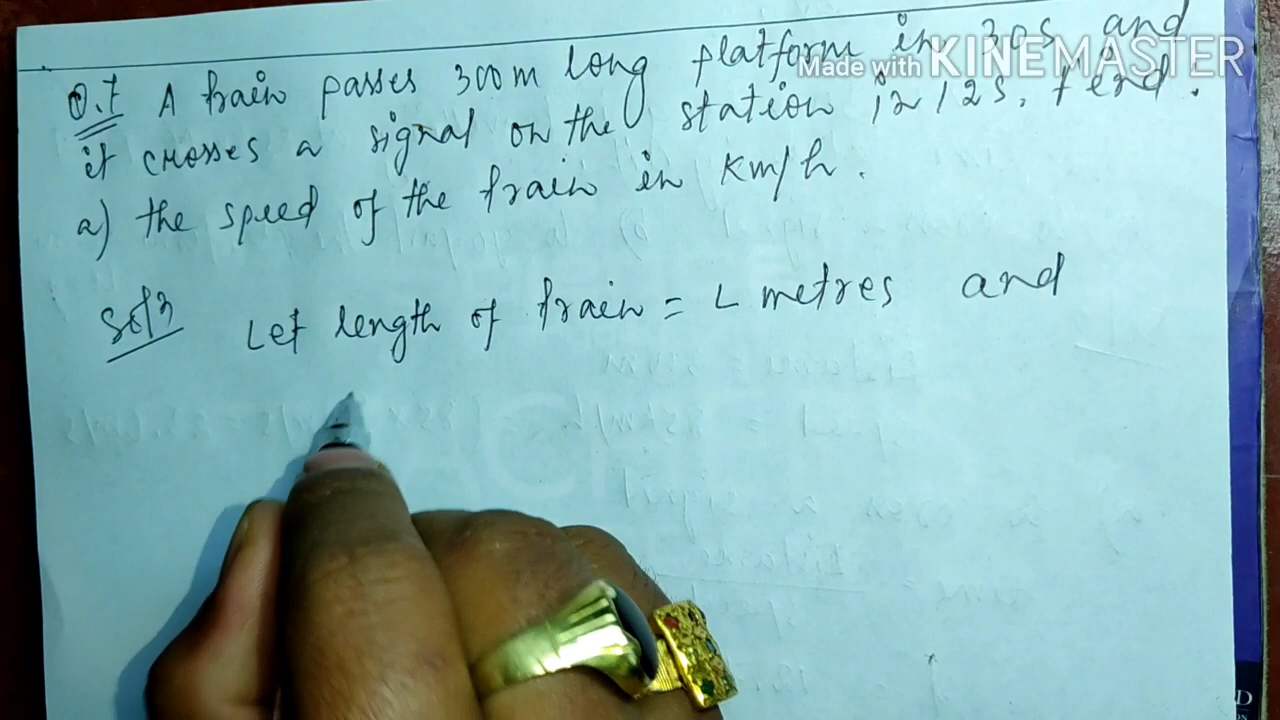 Q.7 A train passes 300m long platform in 30s and
it crosses a signal on the station in 12s. Find:
a) the speed of the train in Km/h.
Soln Let length of train = L metres and
Made with KINEMASTER